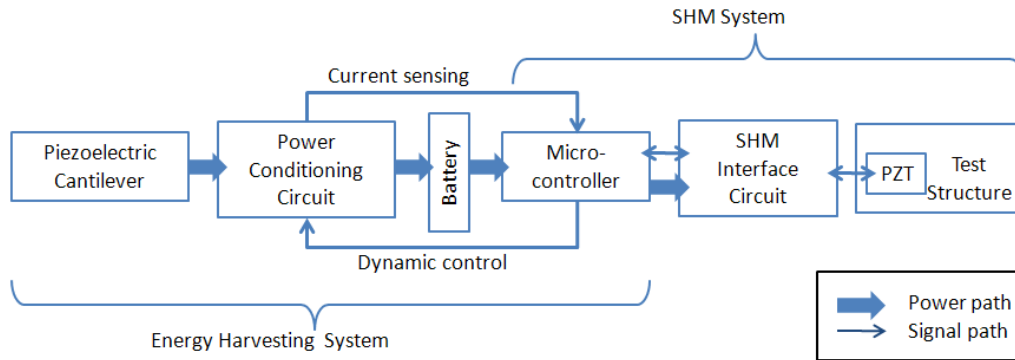 SHM System
Current sensing
Piezoelectric
Cantilever
Power
Conditioning
Circuit
Battery
Micro-
controller
SHM
Interface
Circuit
PZT
Test
Structure
Dynamic control
Energy Harvesting System
Power path
Signal path